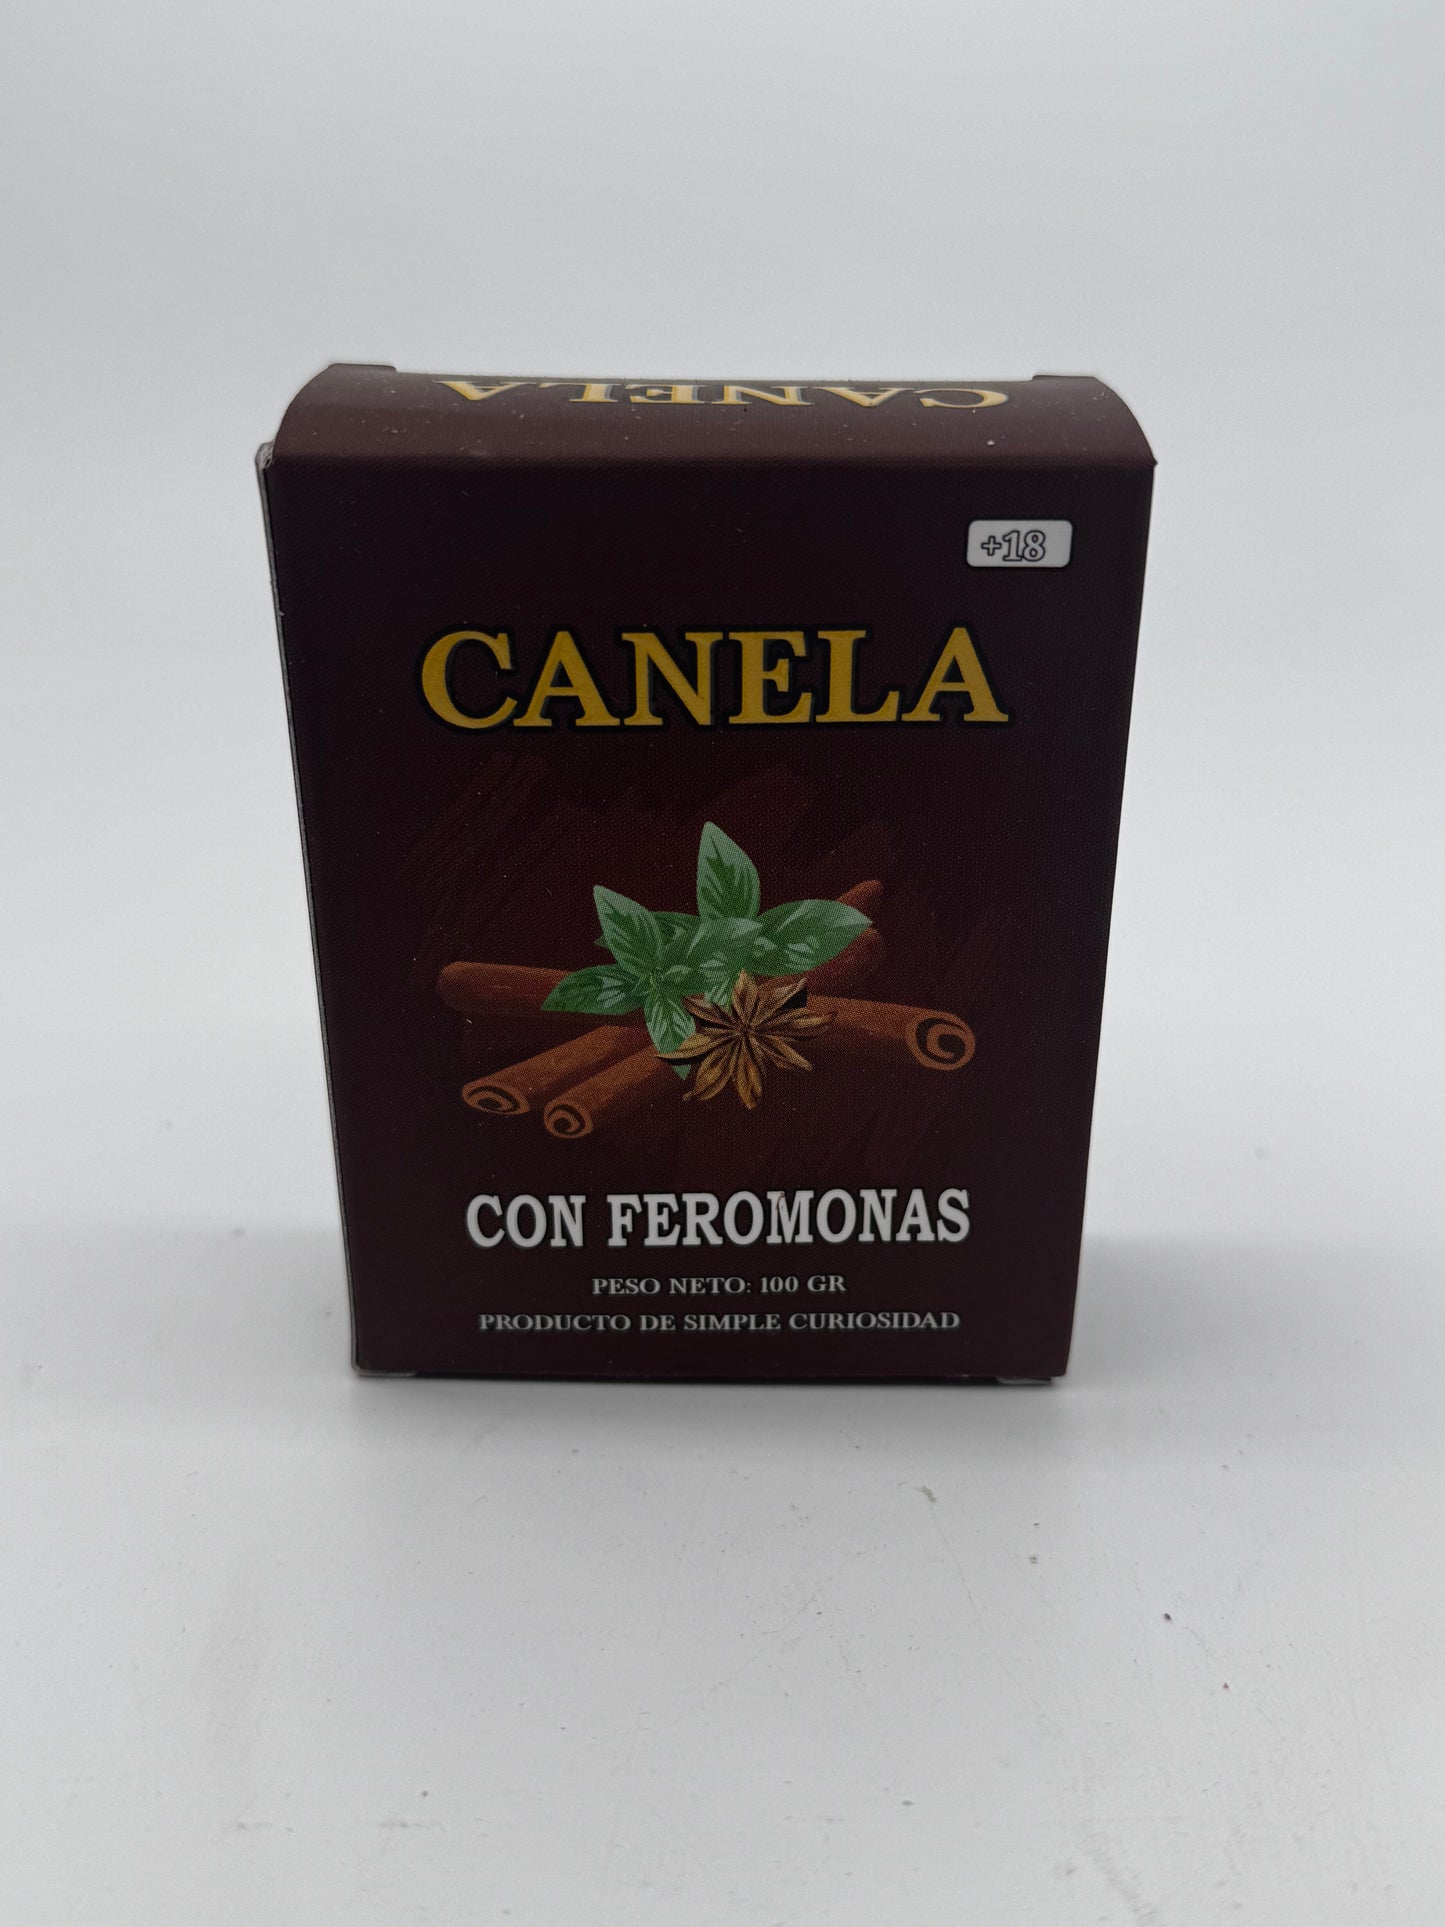 CANELA
+18
CANELA
CON FEROMONAS
PESO NETO: 100 GR
PRODUCTO DE SIMPLE CURIOSIDAD